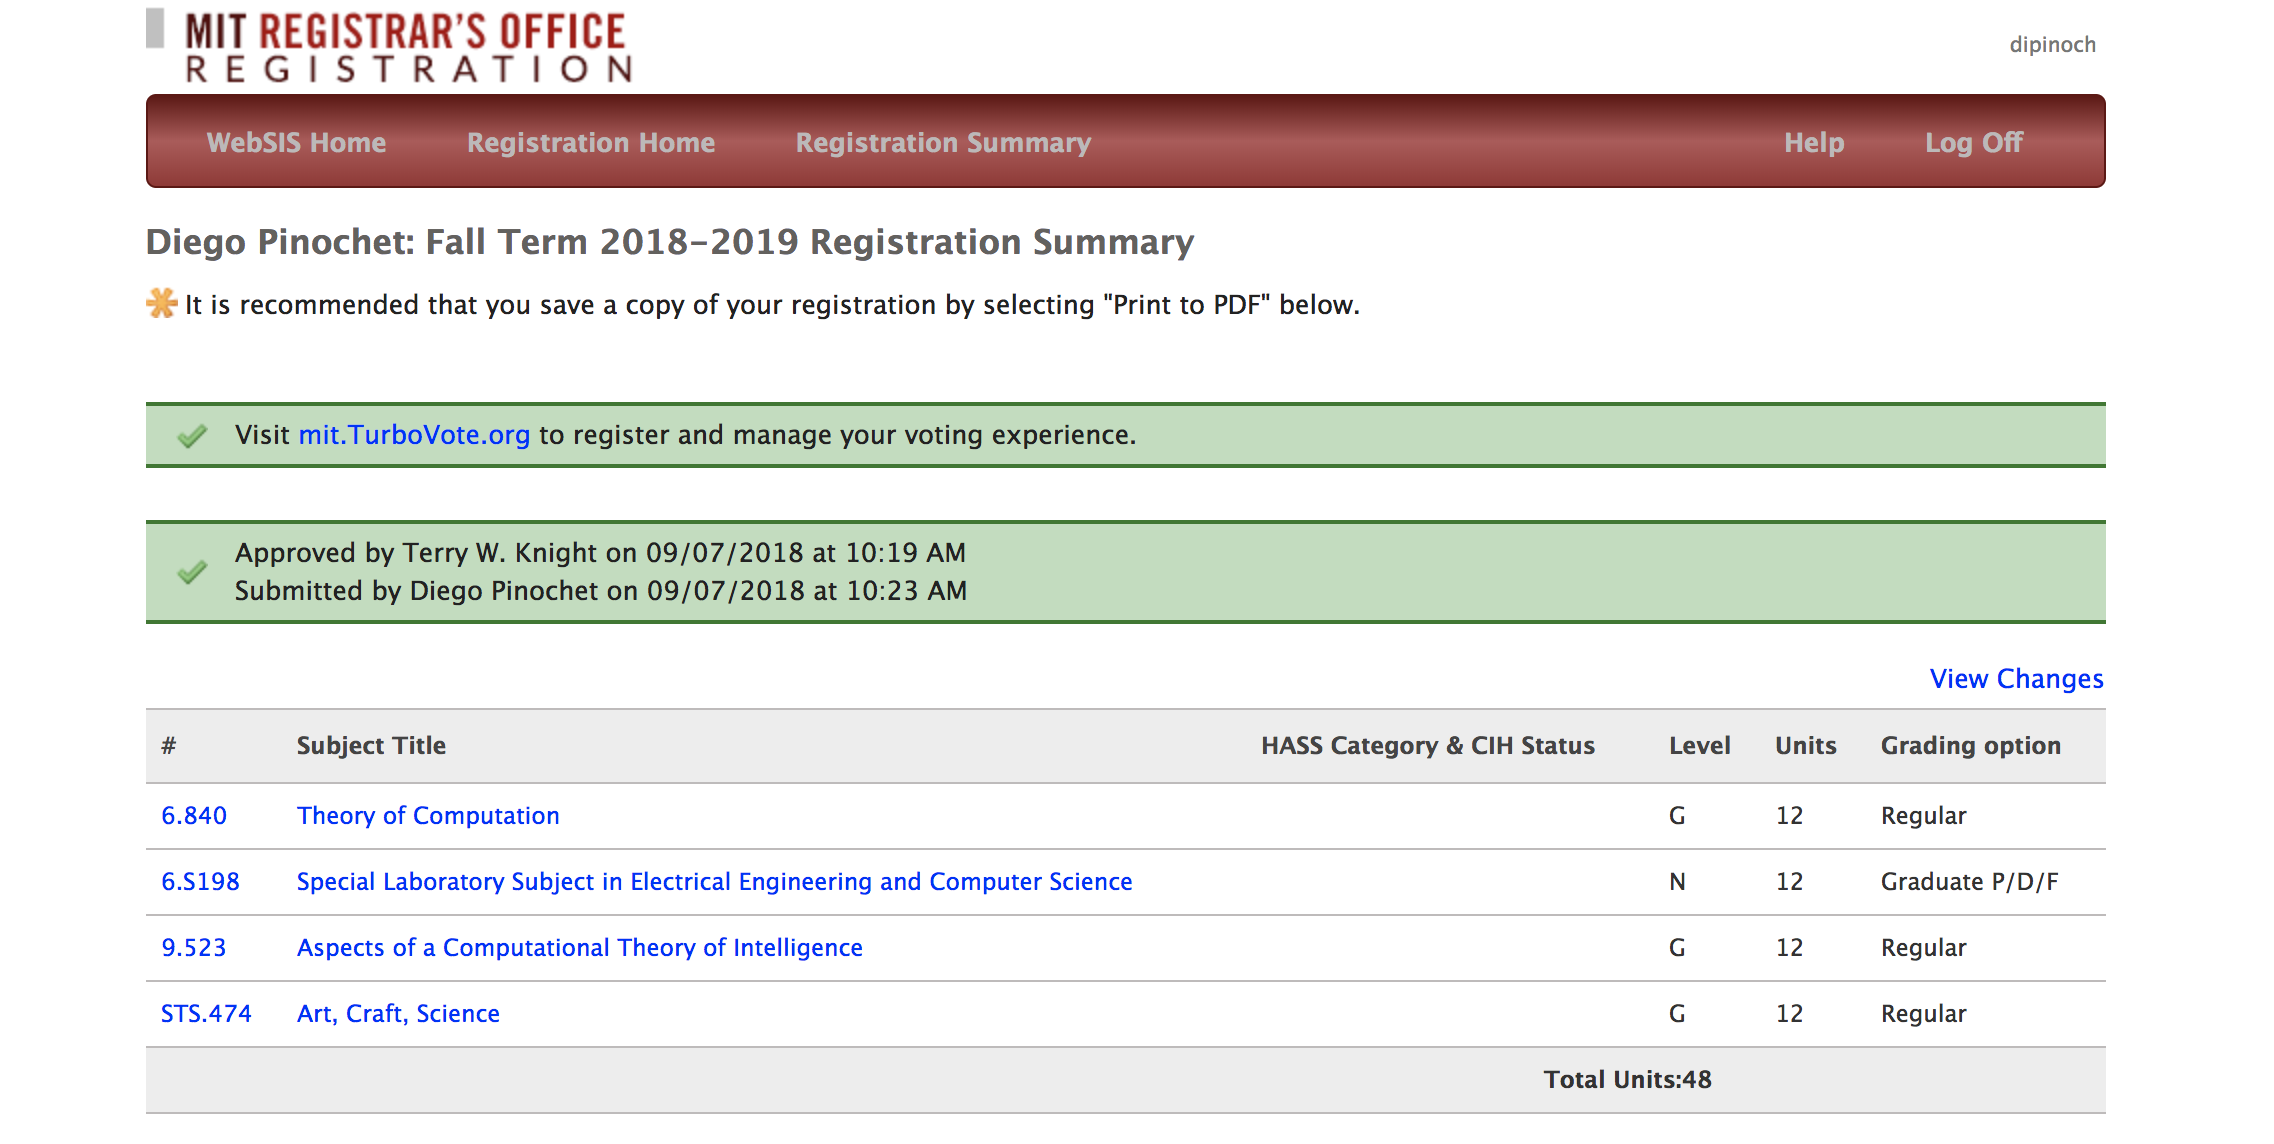 MIT REGISTRAR'S OFFICE
REGISTRATION
dipinoch
WebSIS Home Registration Home Registration Summary Help Log Off
Diego Pinochet: Fall Term 2018-2019 Registration Summary
It is recommended that you save a copy of your registration by selecting "Print to PDF" below.
Visit mit.TurboVote.org to register and manage your voting experience.
Approved by Terry W. Knight on 09/07/2018 at 10:19 AM
Submitted by Diego Pinochet on 09/07/2018 at 10:23 AM
View Changes
# Subject Title HASS Category & CIH Status Level Units Grading option
6.840 Theory of Computation G 12 Regular
6.S198 Special Laboratory Subject in Electrical Engineering and Computer Science N 12 Graduate P/D/F
9.523 Aspects of a Computational Theory of Intelligence G 12 Regular
STS.474 Art, Craft, Science G 12 Regular
Total Units:48